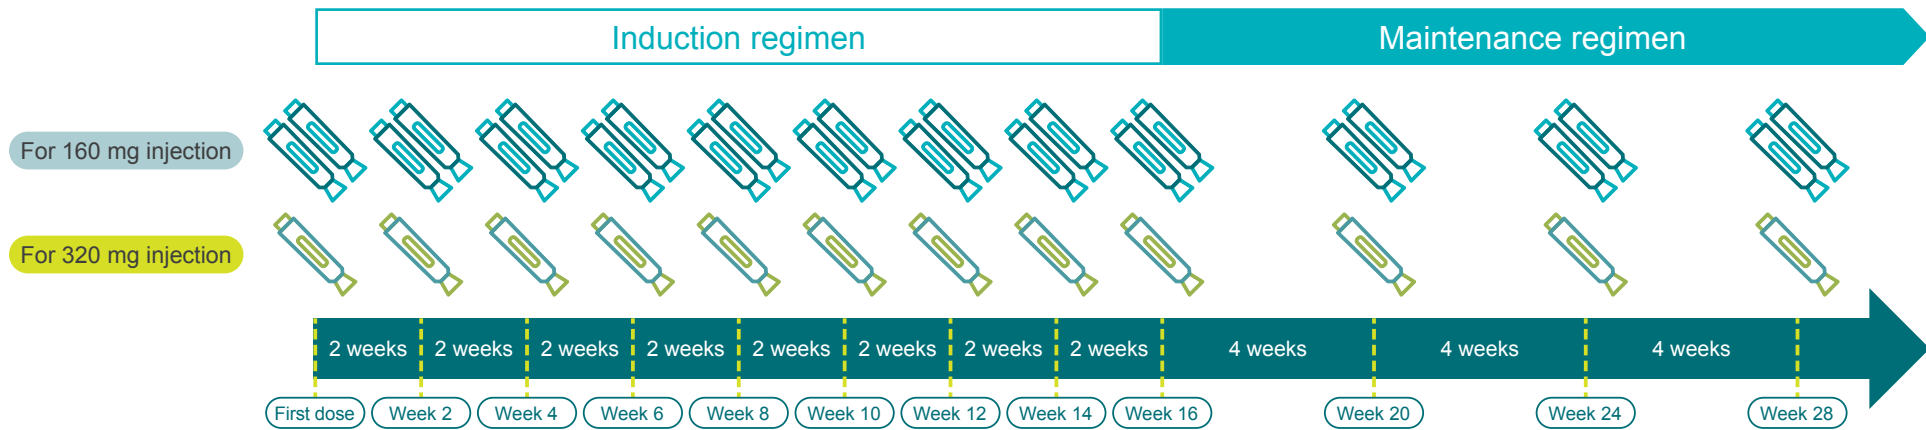 Induction regimen
Maintenance regimen
For 160 mg injection
For 320 mg injection
2 weeks
2 weeks
2 weeks
2 weeks
2 weeks
2 weeks
2 weeks
2 weeks
4 weeks
4 weeks
4 weeks
First dose
Week 2
Week 4
Week 6
Week 8
Week 10
Week 12
Week 14
Week 16
Week 20
Week 24
Week 28